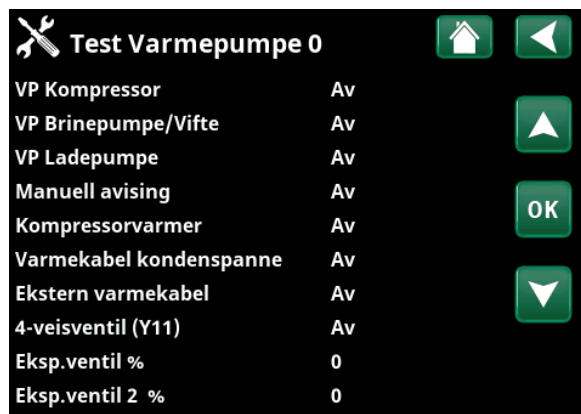 Test Varmepumpe 0
VP Kompressor Av
VP Brinepumpe/Vifte Av
VP Ladepumpe Av
Manuell avising Av
Kompressorvarmer Av
OK
Varmekabel kondenspanne Av
Ekstern varmekabel Av
4-veisventil (Y11) Av
Eksp.ventil % 0
Eksp.ventil 2 % 0